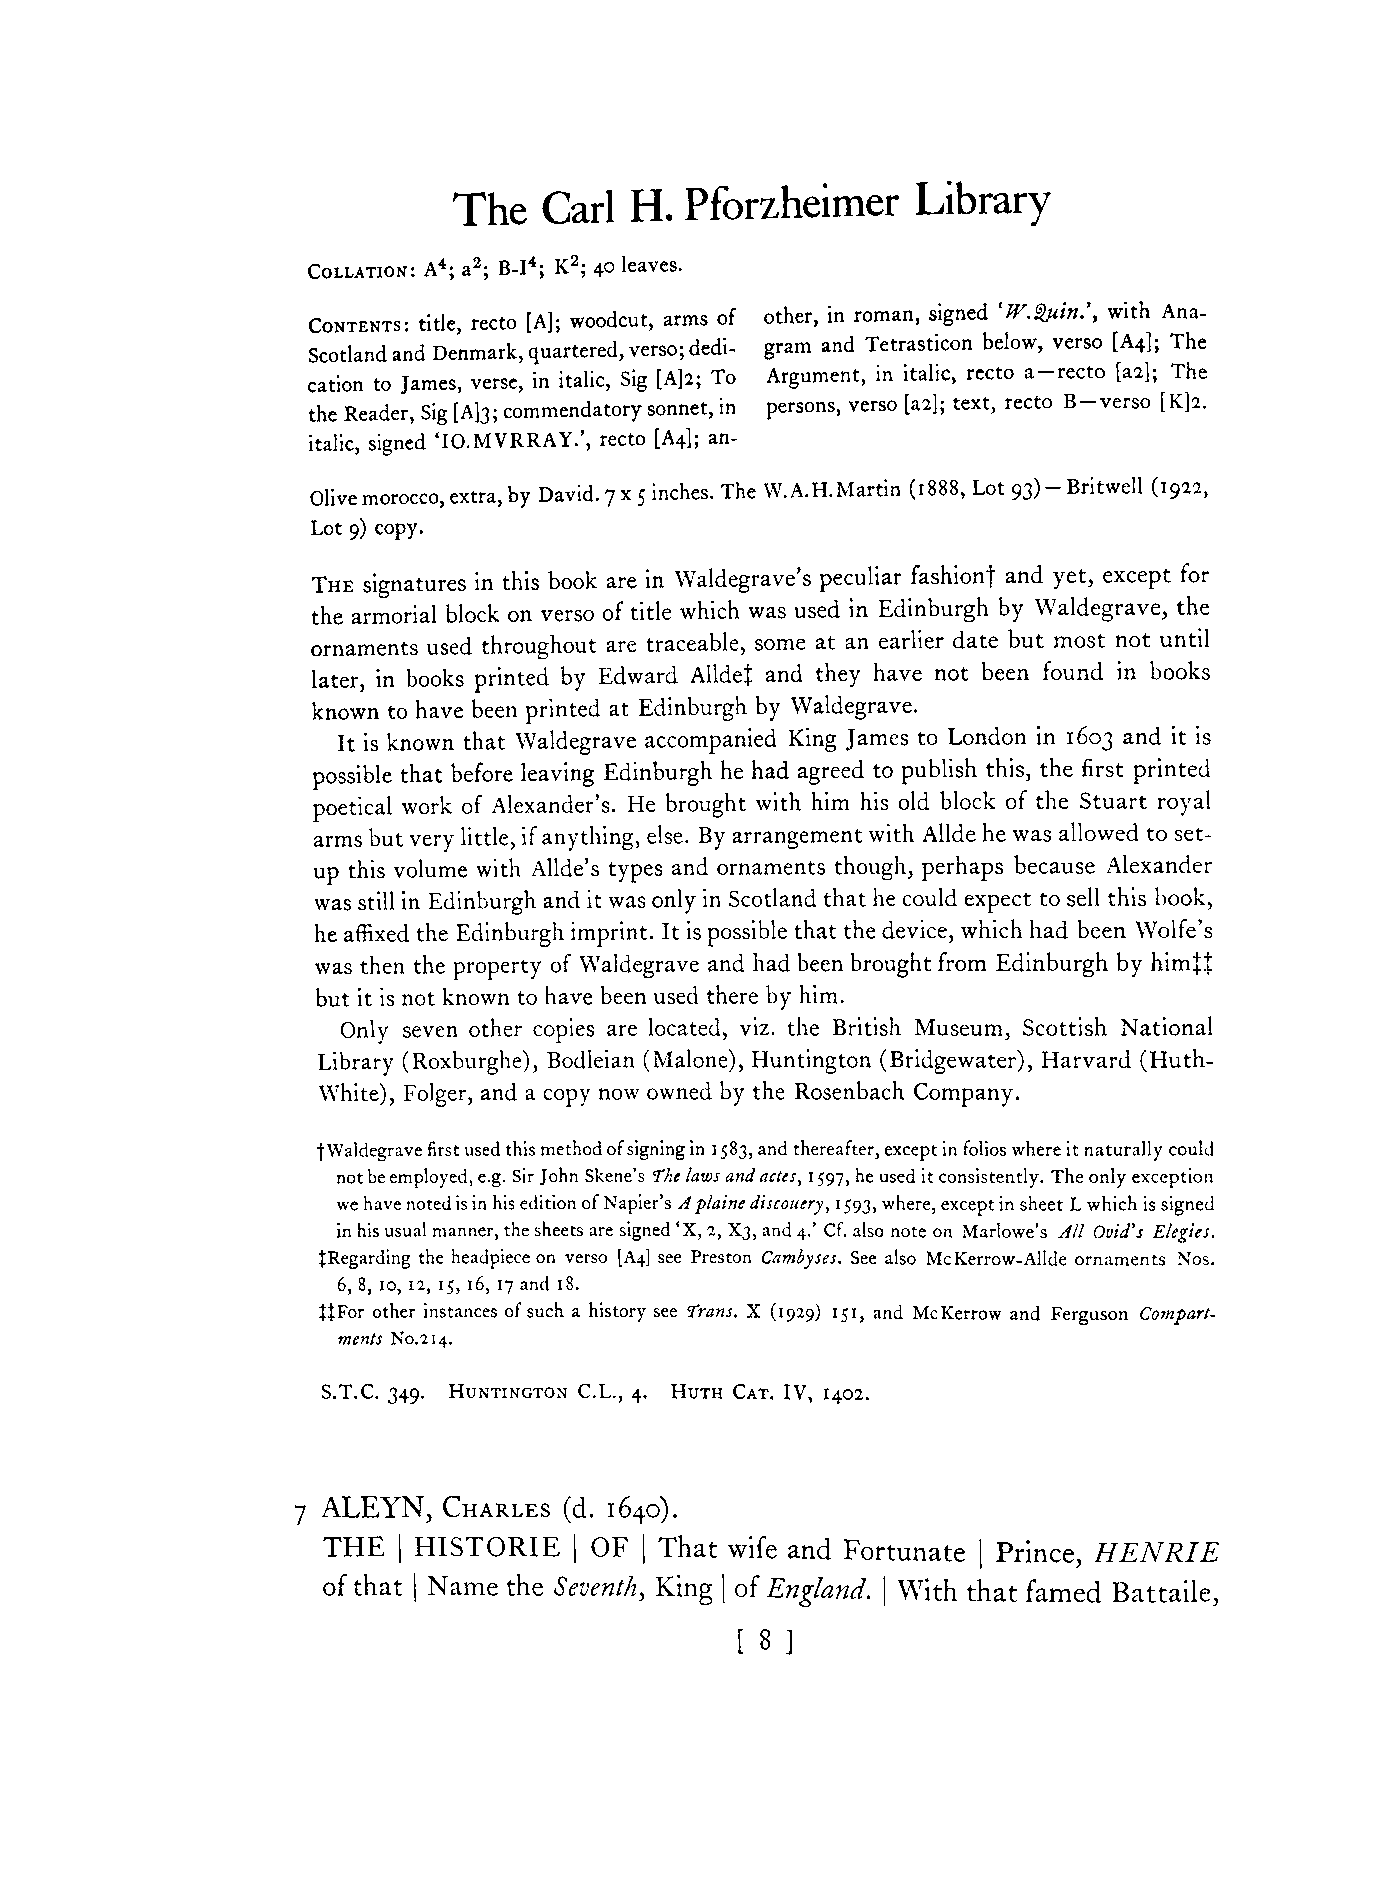 The Carl H. Pforzheimer Library
COLLATION: A⁴; a²; B-I⁴; K²; 40 leaves.
CONTENTS: title, recto [A]; woodcut, arms of
Scotland and Denmark, quartered, verso; dedi-
cation to James, verse, in italic, Sig [A]2; To
the Reader, Sig [A]3; commendatory sonnet, in
italic, signed ‘IO.MVRRAY.’, recto [A4]; an-
other, in roman, signed ‘W.Quin.’, with Ana-
gram and Tetrasticon below, verso [A4]; The
Argument, in italic, recto a—recto [a2]; The
persons, verso [a2]; text, recto B—verso [K]2.
Olive morocco, extra, by David. 7 x 5 inches. The W.A.H.Martin (1888, Lot 93)—Britwell (1922,
Lot 9) copy.
THE signatures in this book are in Waldegrave's peculiar fashion† and yet, except for
the armorial block on verso of title which was used in Edinburgh by Waldegrave, the
ornaments used throughout are traceable, some at an earlier date but most not until
later, in books printed by Edward Allde‡ and they have not been found in books
known to have been printed at Edinburgh by Waldegrave.
It is known that Waldegrave accompanied King James to London in 1603 and it is
possible that before leaving Edinburgh he had agreed to publish this, the first printed
poetical work of Alexander's. He brought with him his old block of the Stuart royal
arms but very little, if anything, else. By arrangement with Allde he was allowed to set-
up this volume with Allde's types and ornaments though, perhaps because Alexander
was still in Edinburgh and it was only in Scotland that he could expect to sell this book,
he affixed the Edinburgh imprint. It is possible that the device, which had been Wolfe's
was then the property of Waldegrave and had been brought from Edinburgh by him‡‡
but it is not known to have been used there by him.
Only seven other copies are located, viz. the British Museum, Scottish National
Library (Roxburghe), Bodleian (Malone), Huntington (Bridgewater), Harvard (Huth-
White), Folger, and a copy now owned by the Rosenbach Company.
†Waldegrave first used this method of signing in 1583, and thereafter, except in folios where it naturally could
not be employed, e.g. Sir John Skene's The laws and actes, 1597, he used it consistently. The only exception
we have noted is in his edition of Napier's A plaine discouery, 1593, where, except in sheet L which is signed
in his usual manner, the sheets are signed ‘X, 2, X3, and 4.’ Cf. also note on Marlowe's All Ovid's Elegies.
‡Regarding the headpiece on verso [A4] see Preston Cambyses. See also McKerrow-Allde ornaments Nos.
6, 8, 10, 12, 15, 16, 17 and 18.
‡‡For other instances of such a history see Trans. X (1929) 151, and McKerrow and Ferguson Compart-
ments No.214.
S.T.C. 349. HUNTINGTON C.L., 4. HUTH CAT. IV, 1402.
7 ALEYN, CHARLES (d. 1640).
THE | HISTORIE | OF | That wife and Fortunate | Prince, HENRIE
of that | Name the Seventh, King | of England. | With that famed Battaile,
[ 8 ]